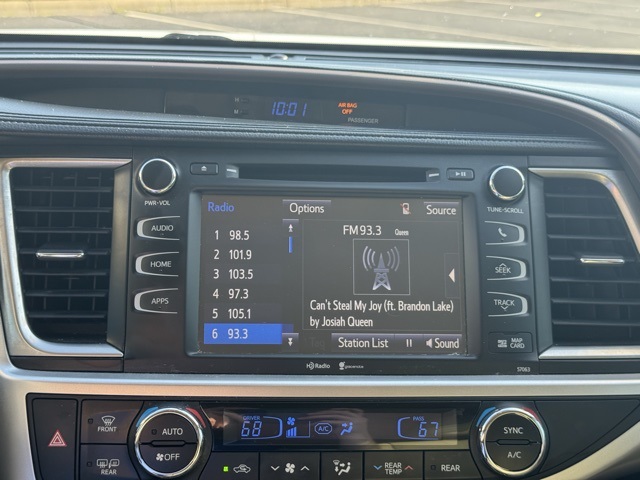 H
M
10:01
AIR BAG
OFF
PASSENGER
PWR•VOL
TUNE•SCROLL
AUDIO
HOME
APPS
SEEK
TRACK
MAP
CARD
Radio
Options
Source
1 98.5
2 101.9
3 103.5
4 97.3
5 105.1
6 93.3
FM 93.3
Queen
Can't Steal My Joy (ft. Brandon Lake)
by Josiah Queen
Station List
Sound
HD Radio
57063
FRONT
REAR
AUTO
OFF
DRIVER
68
A/C
PASS
67
SYNC
A/C
REAR
TEMP
REAR